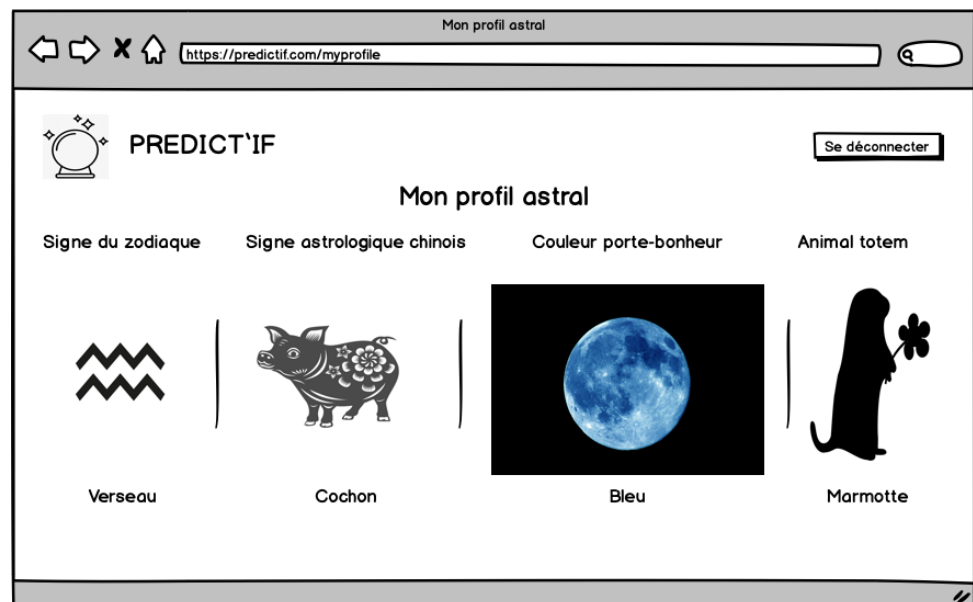 Mon profil astral
https://predictif.com/myprofile
PREDICT'IF
Se déconnecter
Mon profil astral
Signe du zodiaque
Signe astrologique chinois
Couleur porte-bonheur
Animal totem
Verseau
Cochon
Bleu
Marmotte